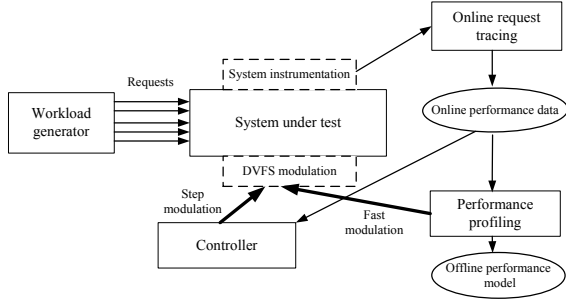 Online request
tracing
System instrumentation
Requests
Workload
generator
System under test
Online performance data
DVFS modulation
Step
modulation
Fast
modulation
Performance
profiling
Controller
Offline performance
model